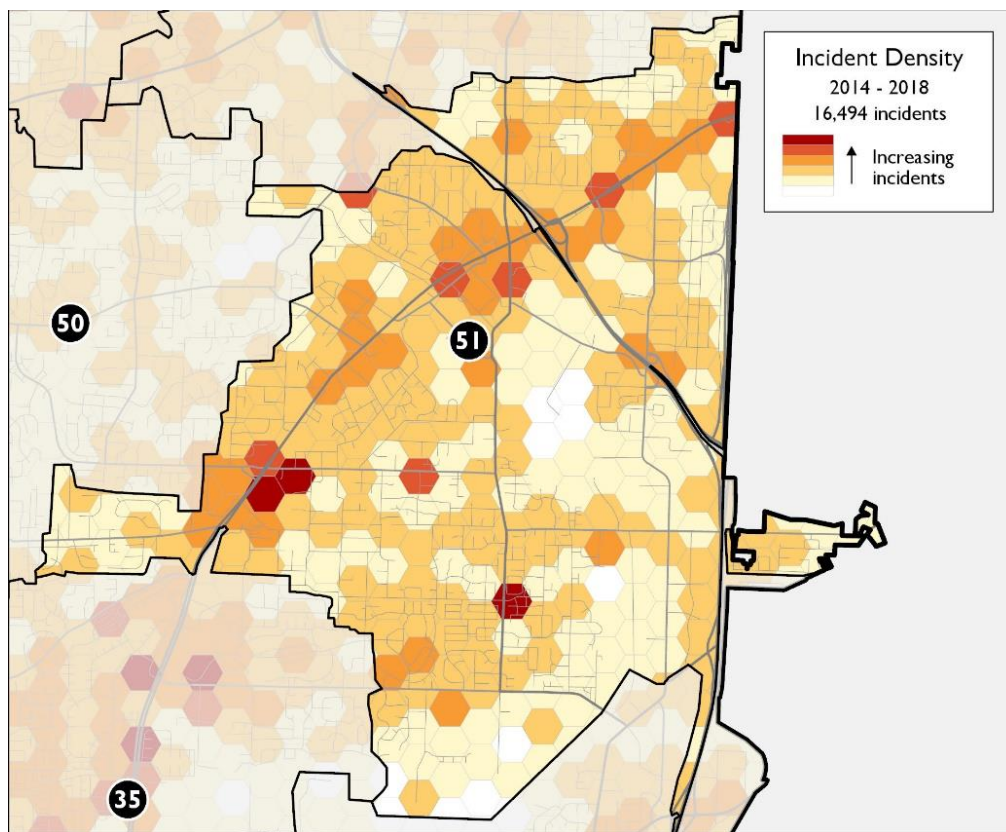 Incident Density
2014 - 2018
16,494 incidents
Increasing
incidents
50
51
35